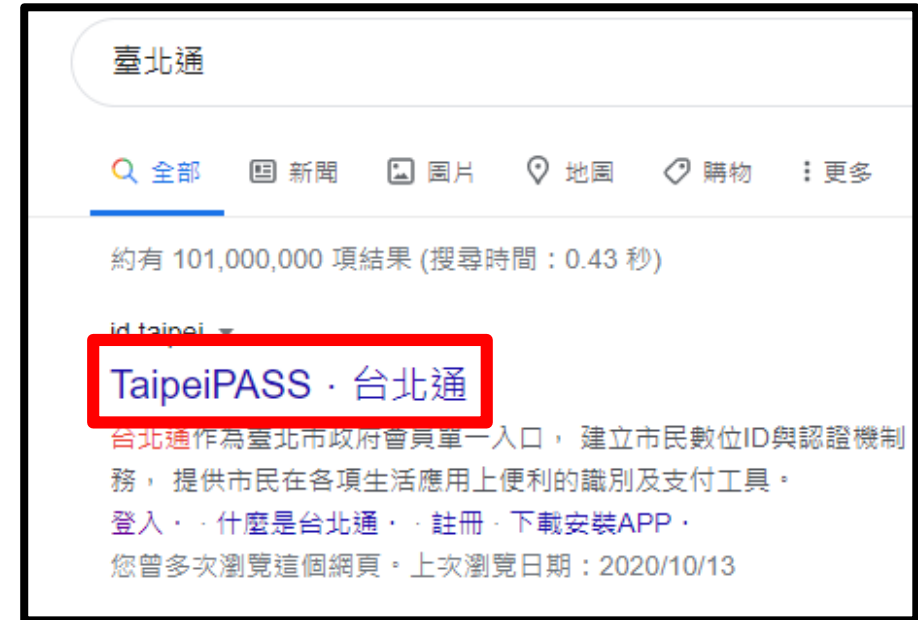 臺北通
全部 新聞 圖片 地圖 購物 更多
約有 101,000,000 項結果 (搜尋時間：0.43 秒)
id.taipei
TaipeiPASS · 台北通
台北通作為臺北市政府會員單一入口， 建立市民數位ID與認證機制
務， 提供市民在各項生活應用上便利的識別及支付工具。
登入· · 什麼是台北通· · 註冊 · 下載安裝APP ·
您曾多次瀏覽這個網頁。上次瀏覽日期：2020/10/13